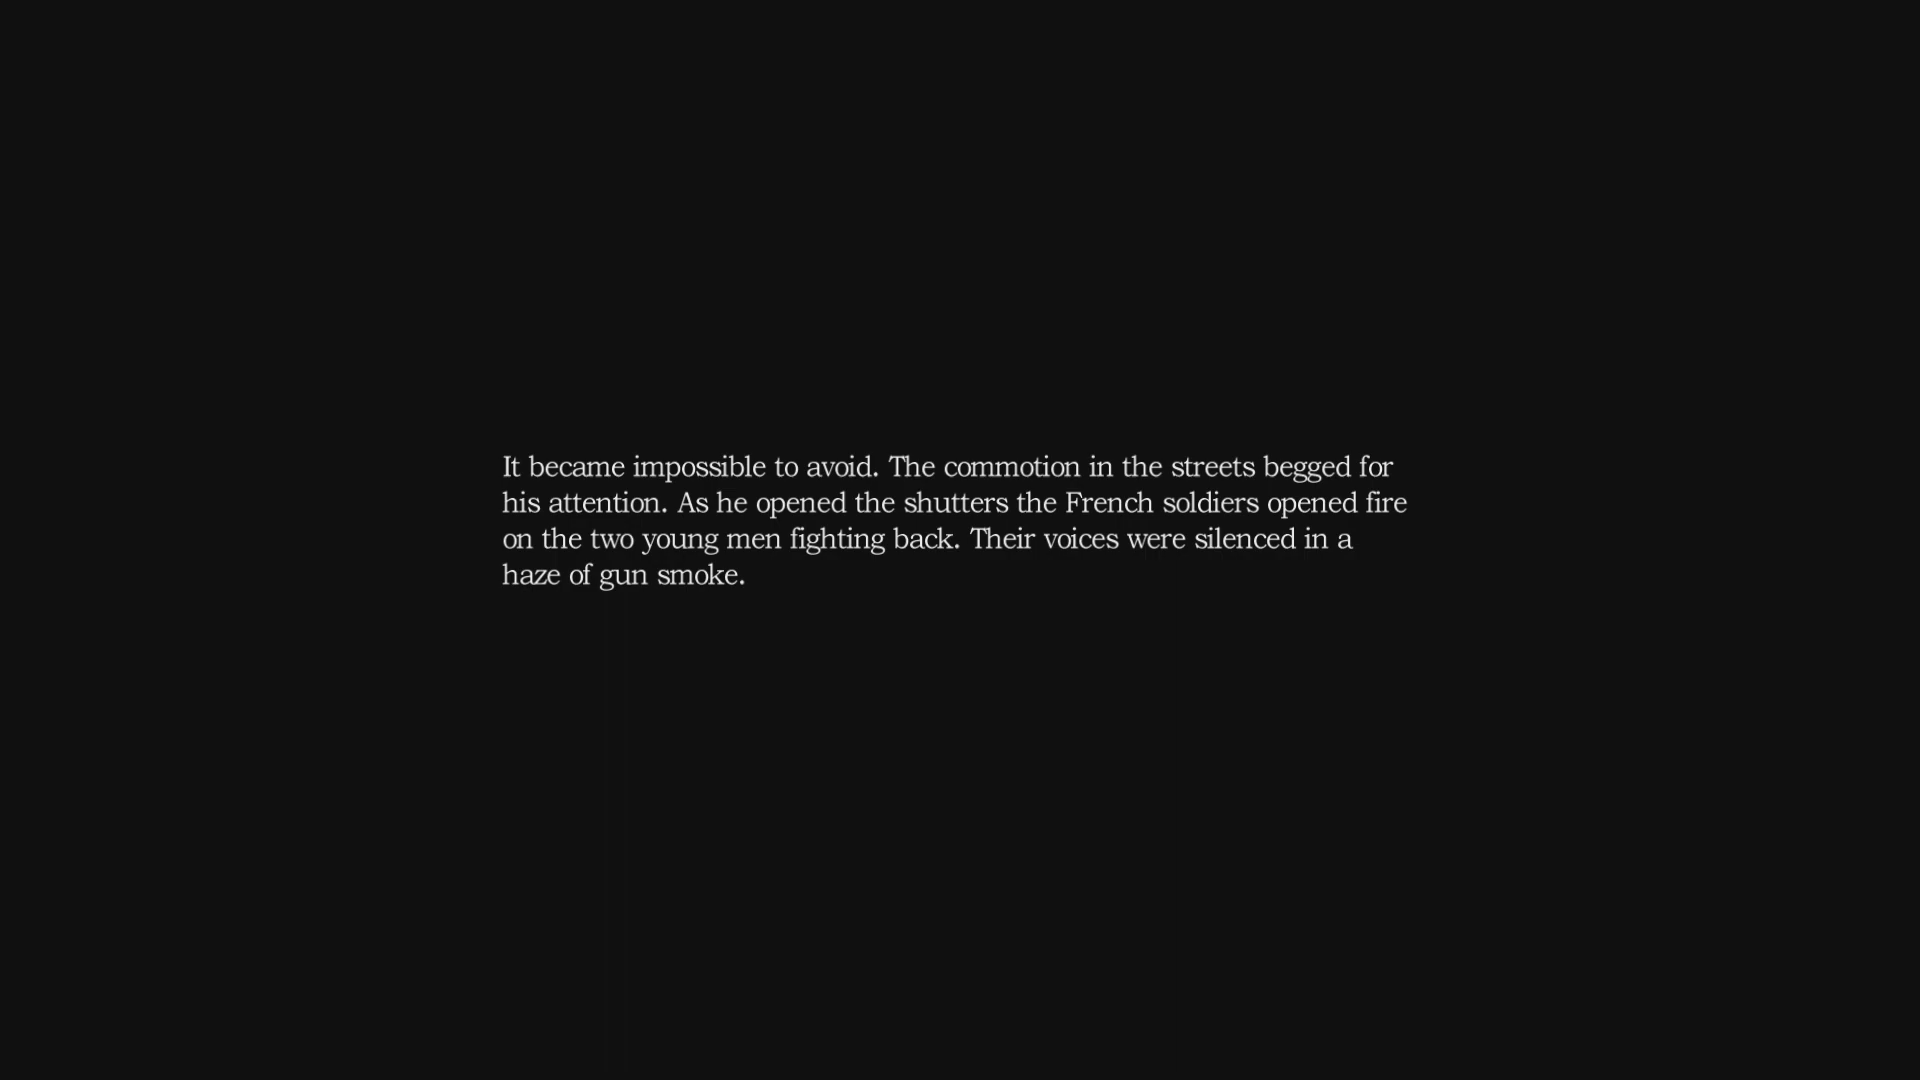 It became impossible to avoid. The commotion in the streets begged for
his attention. As he opened the shutters the French soldiers opened fire
on the two young men fighting back. Their voices were silenced in a
haze of gun smoke.